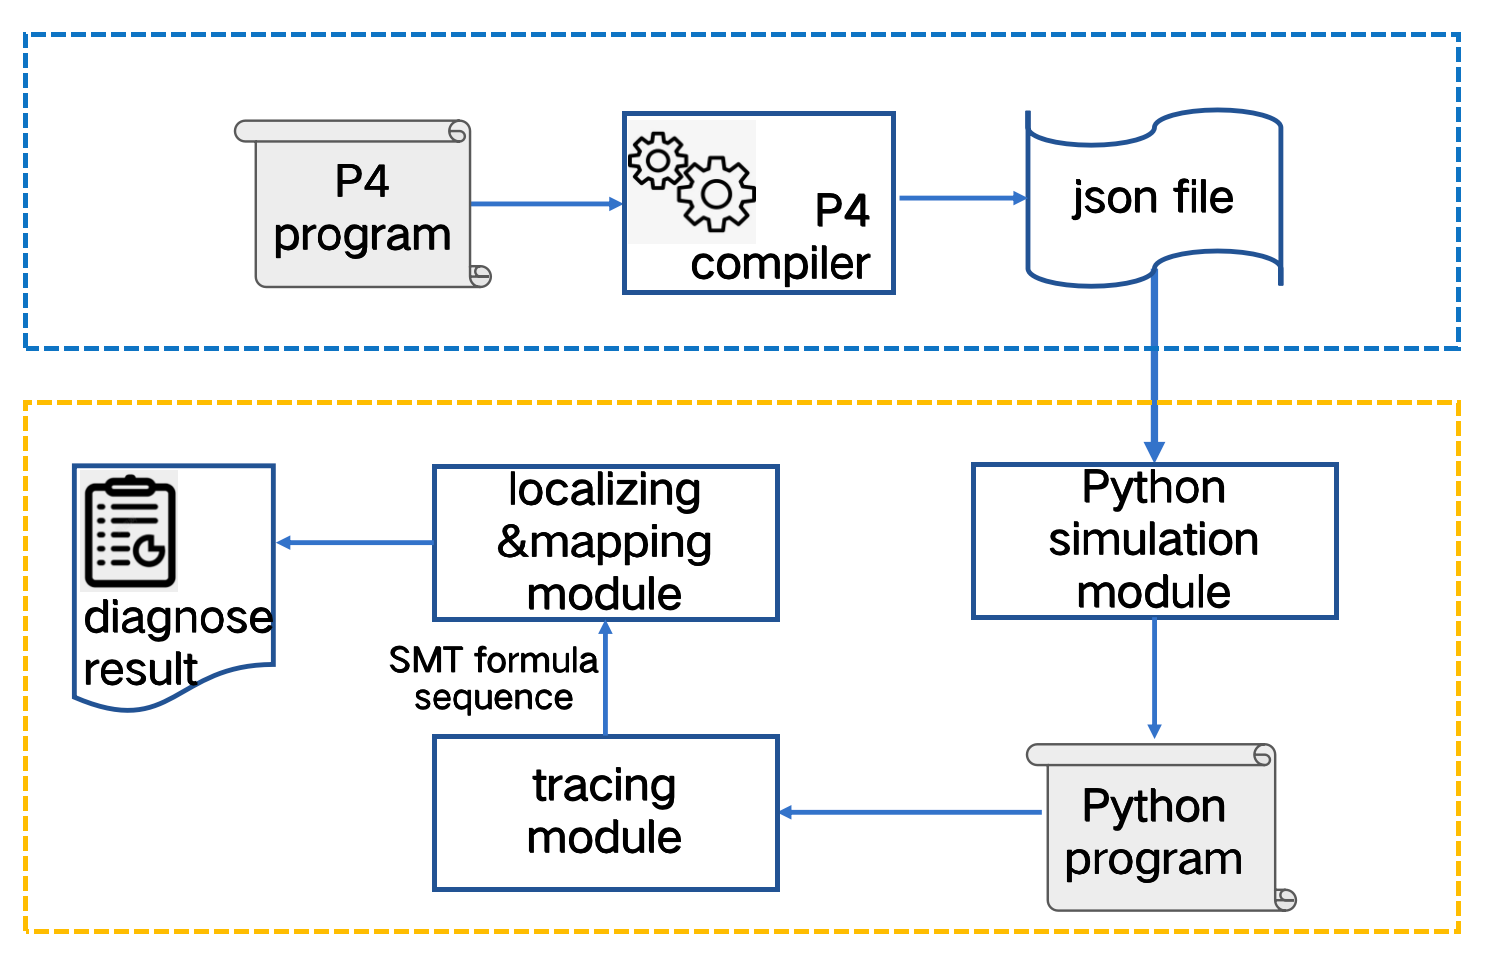 P4
program
P4
compiler
json file
diagnose
result
localizing
&mapping
module
Python
simulation
module
SMT formula
sequence
tracing
module
Python
program